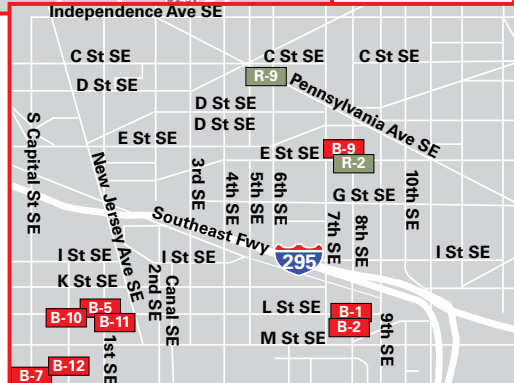 Independence Ave SE
C St SE
C St SE
C St SE
R-9
D St SE
Pennsylvania Ave SE
D St SE
D St SE
S Capital St SE
E St SE
E St SE
B-9
R-2
New Jersey Ave SE
3rd SE
4th SE
5th SE
6th SE
10th SE
G St SE
Southeast Fwy
7th SE
8th SE
I St SE
I St SE
I St SE
295
K St SE
2nd SE
Canal SE
B-5
B-10
B-11
L St SE
B-1
B-2
M St SE
9th SE
1st SE
B-12
B-7